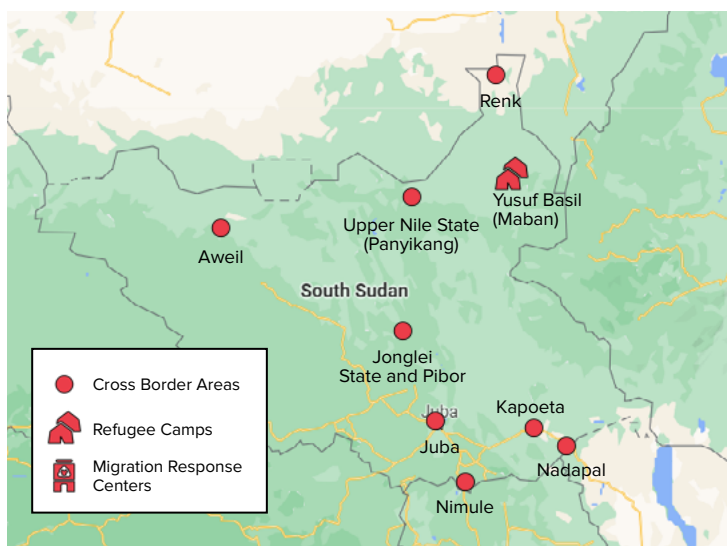 Renk
Yusuf Basil
(Maban)
Upper Nile State
(Panyikang)
Aweil
South Sudan
Jonglei
State and Pibor
Juba
Kapoeta
Juba
Nadapal
Nimule
Cross Border Areas
Refugee Camps
Migration Response
Centers